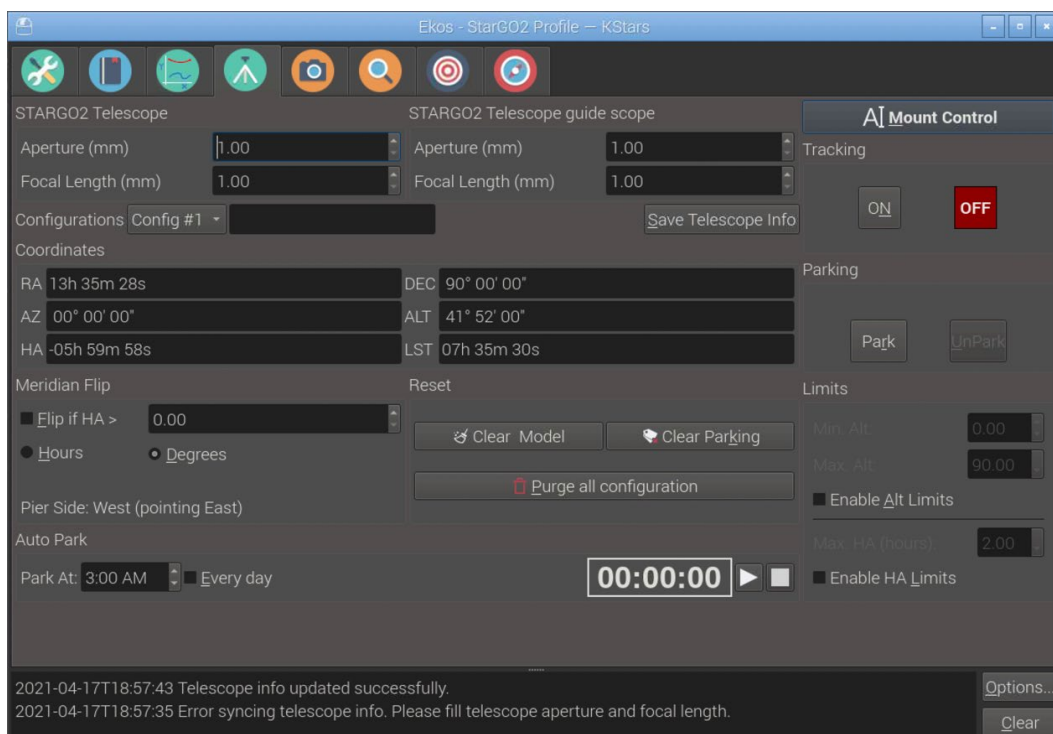 Ekos - StarGO2 Profile — KStars
STARGO2 Telescope
STARGO2 Telescope guide scope
Mount Control
Aperture (mm) 1.00
Aperture (mm) 1.00
Tracking
Focal Length (mm) 1.00
Focal Length (mm) 1.00
ON OFF
Configurations Config #1
Save Telescope Info
Coordinates
RA 13h 35m 28s
DEC 90° 00' 00"
Parking
AZ 00° 00' 00"
ALT 41° 52' 00"
HA -05h 59m 58s
LST 07h 35m 30s
Park UnPark
Meridian Flip
Reset
Limits
Flip if HA > 0.00
Min. Alt. 0.00
Clear Model
Clear Parking
Hours Degrees
Max. Alt. 90.00
Purge all configuration
Enable Alt Limits
Pier Side: West (pointing East)
Auto Park
Max. HA (hours): 2.00
Park At: 3:00 AM Every day
00:00:00
Enable HA Limits
2021-04-17T18:57:43 Telescope info updated successfully.
Options...
2021-04-17T18:57:35 Error syncing telescope info. Please fill telescope aperture and focal length.
Clear